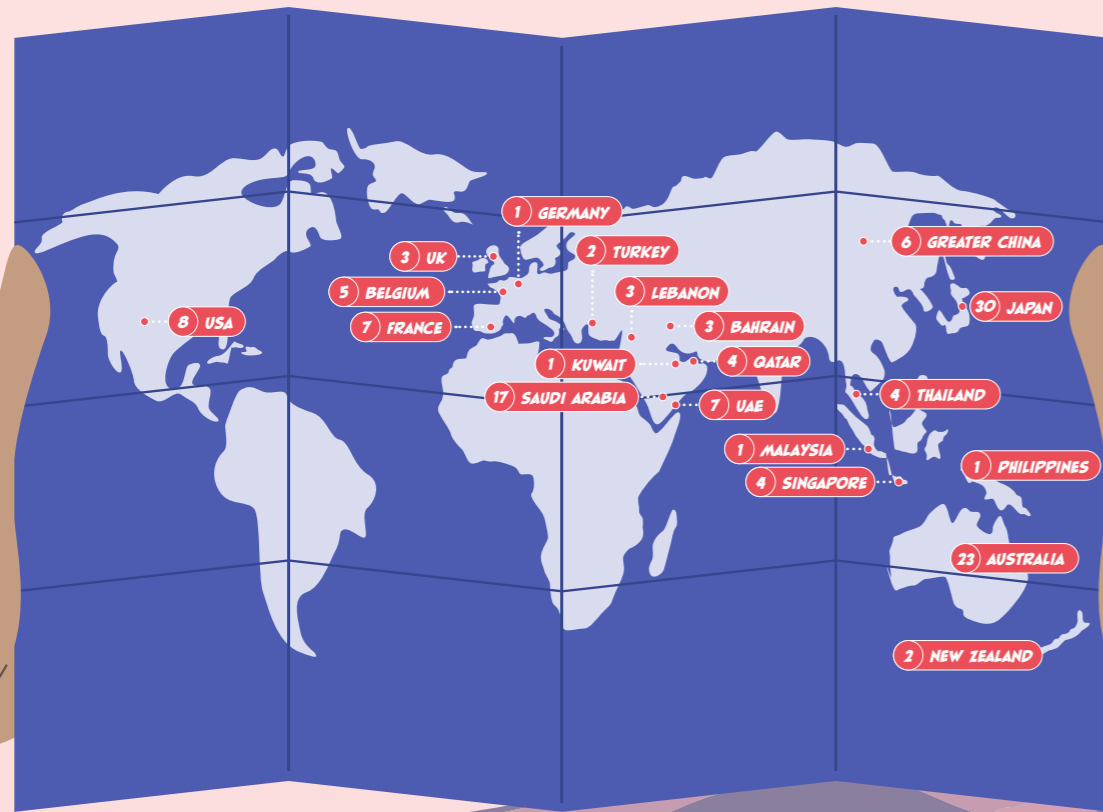 1 GERMANY
3 UK
2 TURKEY
6 GREATER CHINA
5 BELGIUM
3 LEBANON
30 JAPAN
8 USA
7 FRANCE
3 BAHRAIN
1 KUWAIT
4 QATAR
17 SAUDI ARABIA
7 UAE
4 THAILAND
1 MALAYSIA
1 PHILIPPINES
4 SINGAPORE
23 AUSTRALIA
2 NEW ZEALAND